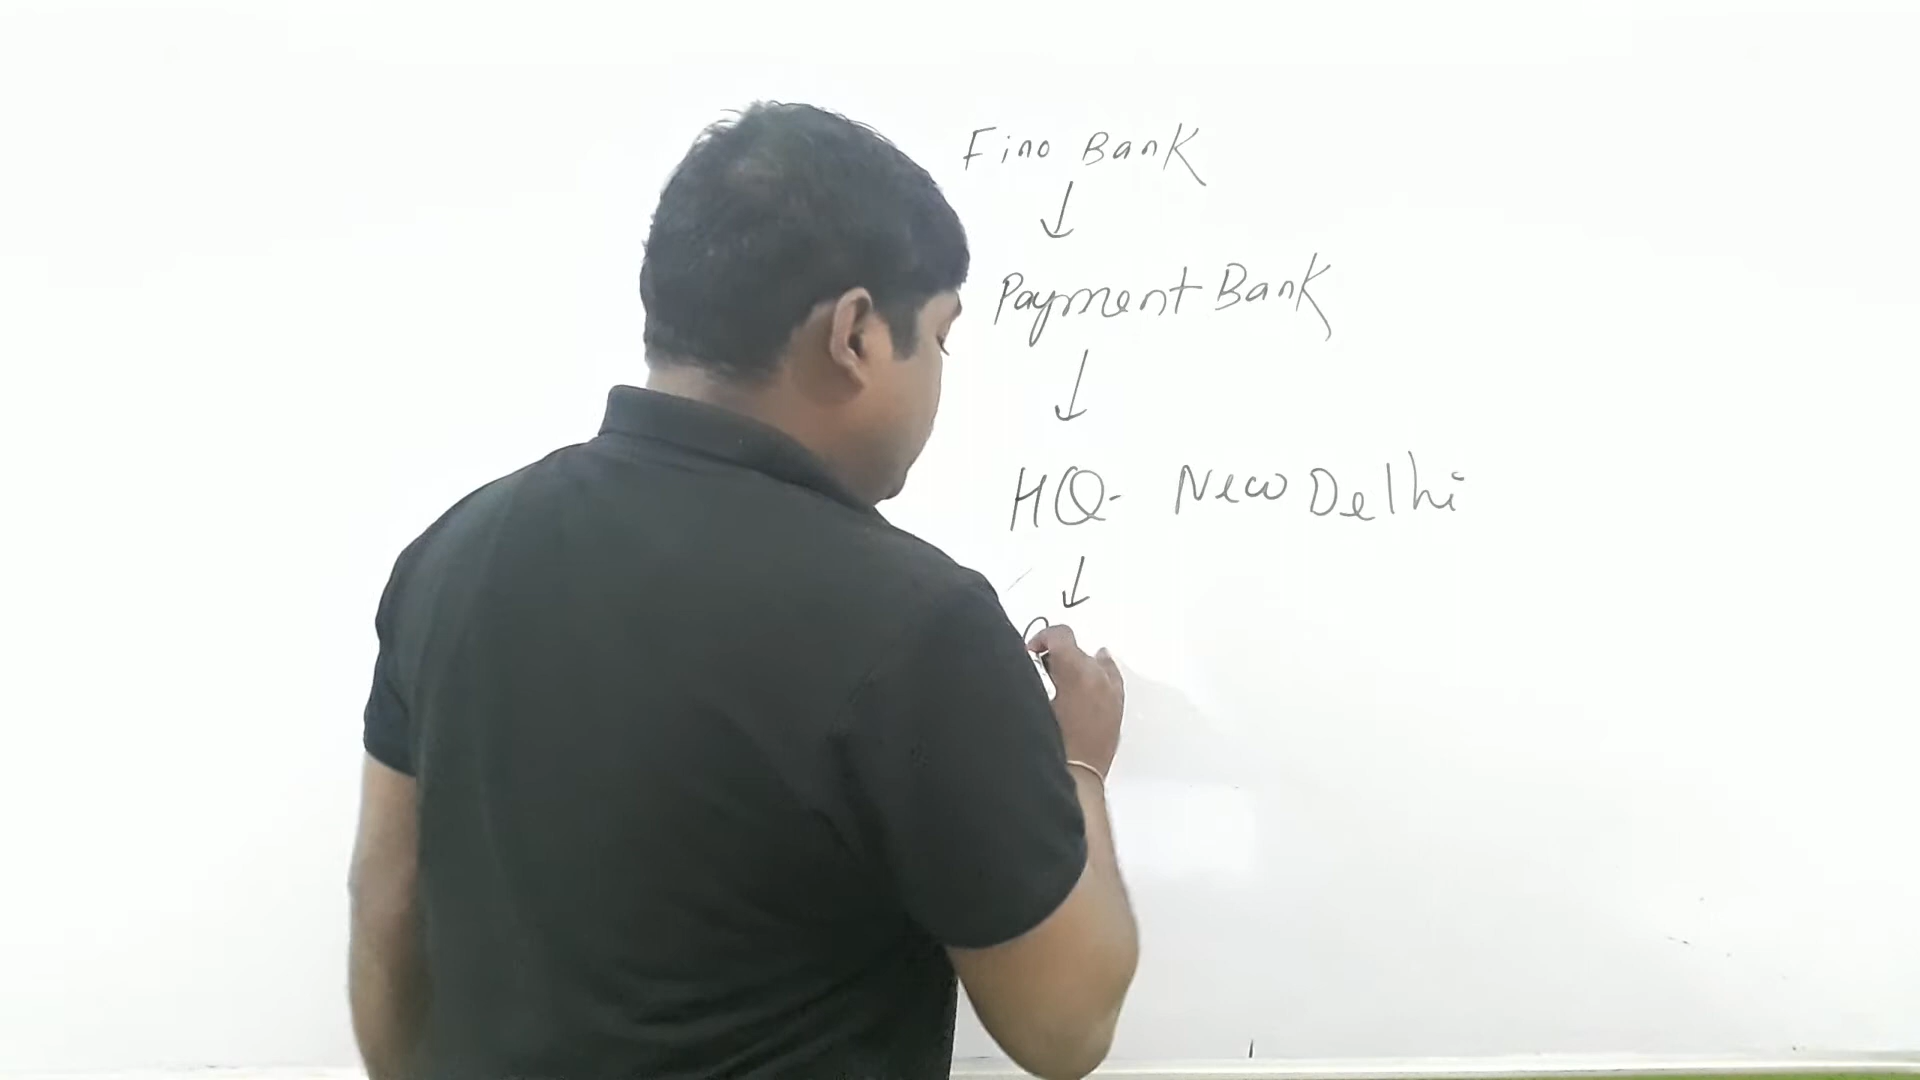 Fino Bank
↓
Payment Bank
↓
HQ- New Delhi
↓